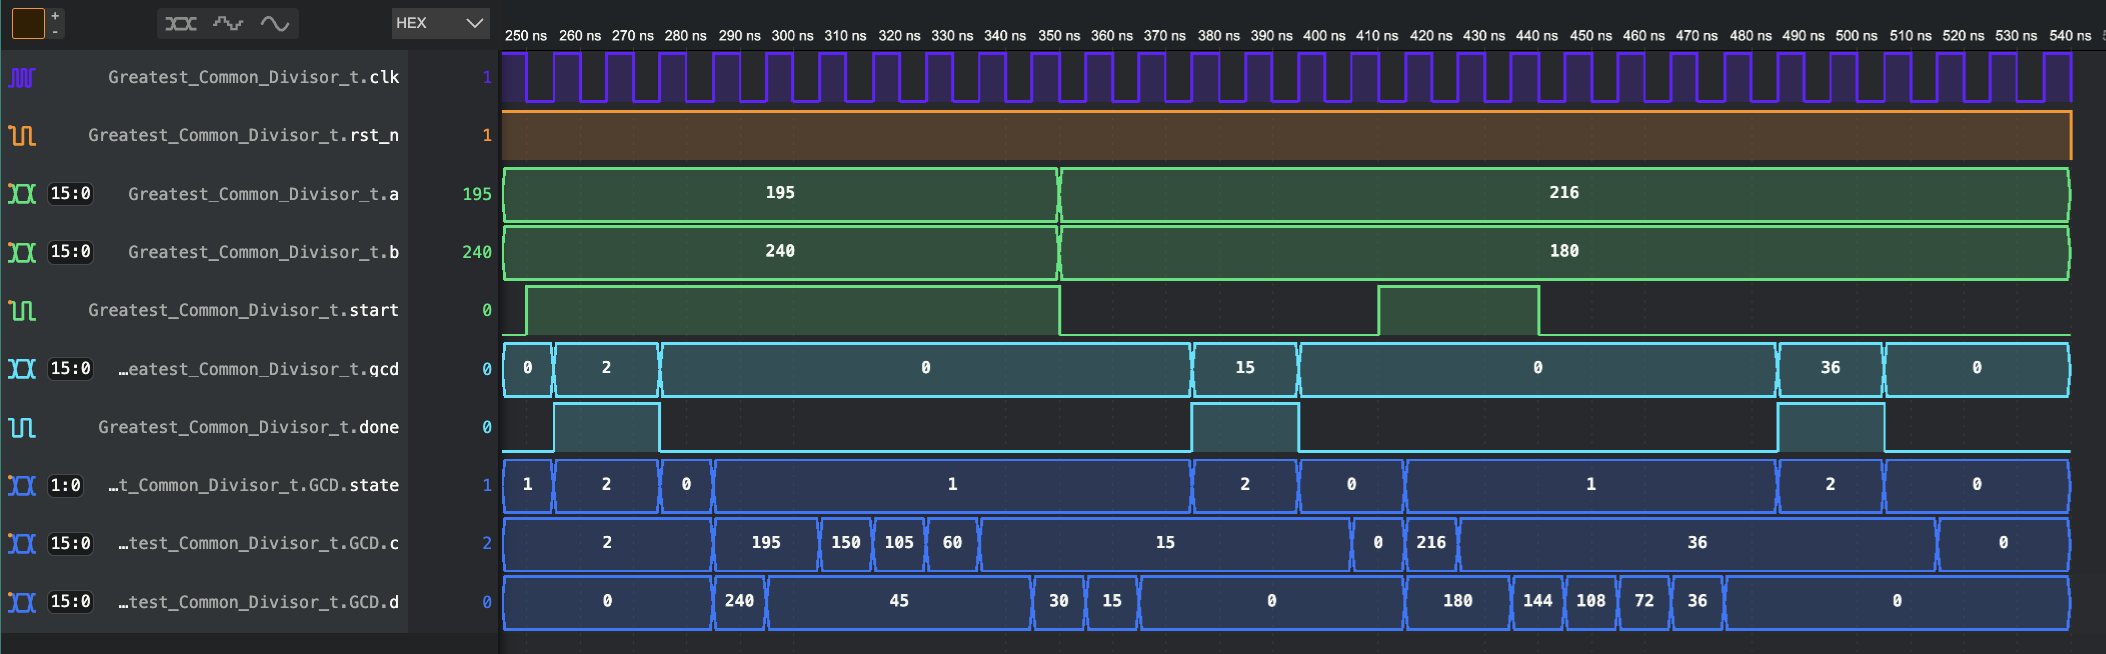 +
-
HEX
250 ns 260 ns 270 ns 280 ns 290 ns 300 ns 310 ns 320 ns 330 ns 340 ns 350 ns 360 ns 370 ns 380 ns 390 ns 400 ns 410 ns 420 ns 430 ns 440 ns 450 ns 460 ns 470 ns 480 ns 490 ns 500 ns 510 ns 520 ns 530 ns 540 ns
Greatest_Common_Divisor_t.clk 1
Greatest_Common_Divisor_t.rst_n 1
15:0 Greatest_Common_Divisor_t.a 195 195 216
15:0 Greatest_Common_Divisor_t.b 240 240 180
Greatest_Common_Divisor_t.start 0
15:0 …eatest_Common_Divisor_t.gcd 0 0 2 0 15 0 36 0
Greatest_Common_Divisor_t.done 0
1:0 …t_Common_Divisor_t.GCD.state 1 1 2 0 1 2 0 1 2 0
15:0 …test_Common_Divisor_t.GCD.c 2 2 195 150 105 60 15 0 216 36 0
15:0 …test_Common_Divisor_t.GCD.d 0 0 240 45 30 15 0 180 144 108 72 36 0